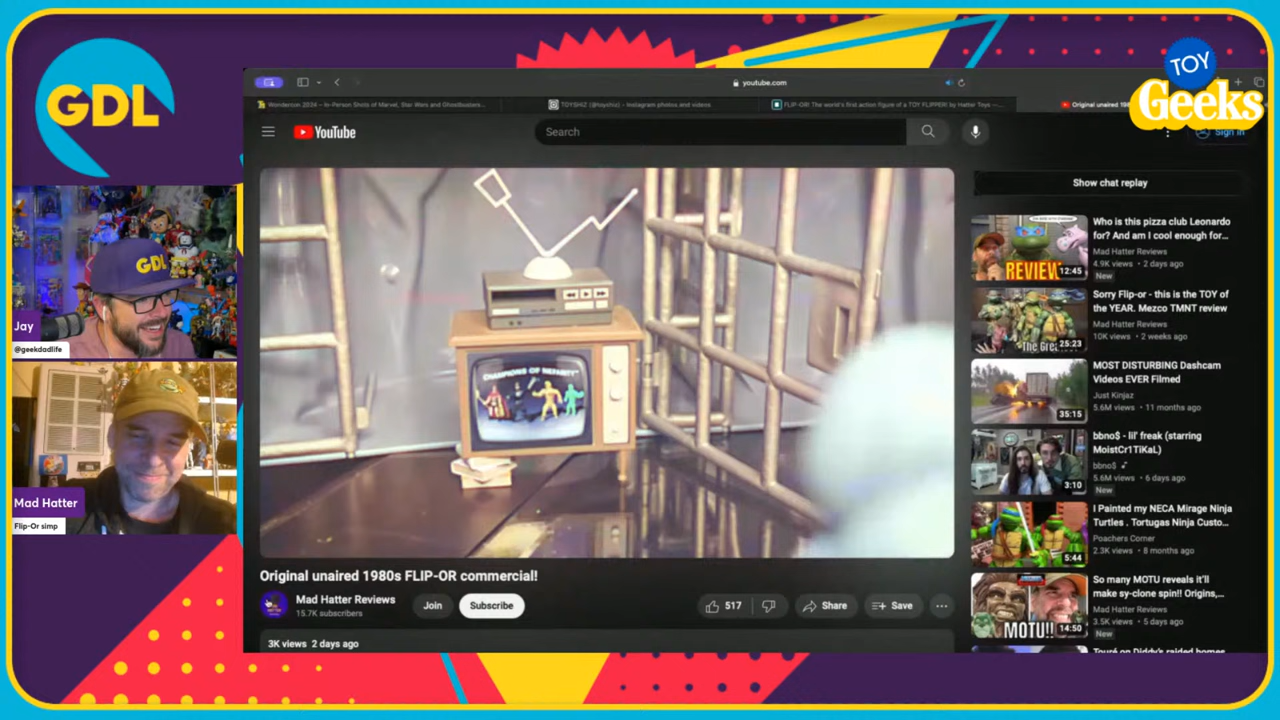 GDL
TOY
Geeks
youtube.com
Wondercon 2024 – In-Person Shots of Marvel, Star Wars and Ghostbusters...
TOYSHIZ (@toyshiz) - Instagram photos and videos
FLIP-OR! The world's first action figure of a TOY FLIPPER! by Hatter Toys —...
Original unaired 198
YouTube
Search
Sign in
Show chat replay
CHAMPIONS OF NEFARITY
GDL
Jay
@geekdadlife
Mad Hatter
Flip-Or simp
Original unaired 1980s FLIP-OR commercial!
Mad Hatter Reviews
15.7K subscribers
Join
Subscribe
517
Share
Save
3K views 2 days ago
REVIEW
12:45
Who is this pizza club Leonardo
for? And am I cool enough for...
Mad Hatter Reviews
4.9K views • 2 days ago
New
The Grea
25:23
Sorry Flip-or - this is the TOY of
the YEAR. Mezco TMNT review
Mad Hatter Reviews
10K views • 2 weeks ago
35:15
MOST DISTURBING Dashcam
Videos EVER Filmed
Just Kinjaz
5.6M views • 11 months ago
3:10
bbno$ - lil' freak (starring
MoistCr1TiKaL)
bbno$
5.6M views • 6 days ago
New
5:44
I Painted my NECA Mirage Ninja
Turtles . Tortugas Ninja Custo...
Poachers Corner
2.3K views • 8 months ago
MOTU!!
14:50
So many MOTU reveals it'll
make sy-clone spin!! Origins,...
Mad Hatter Reviews
3.5K views • 5 days ago
New
Touré on Diddy's raided homes